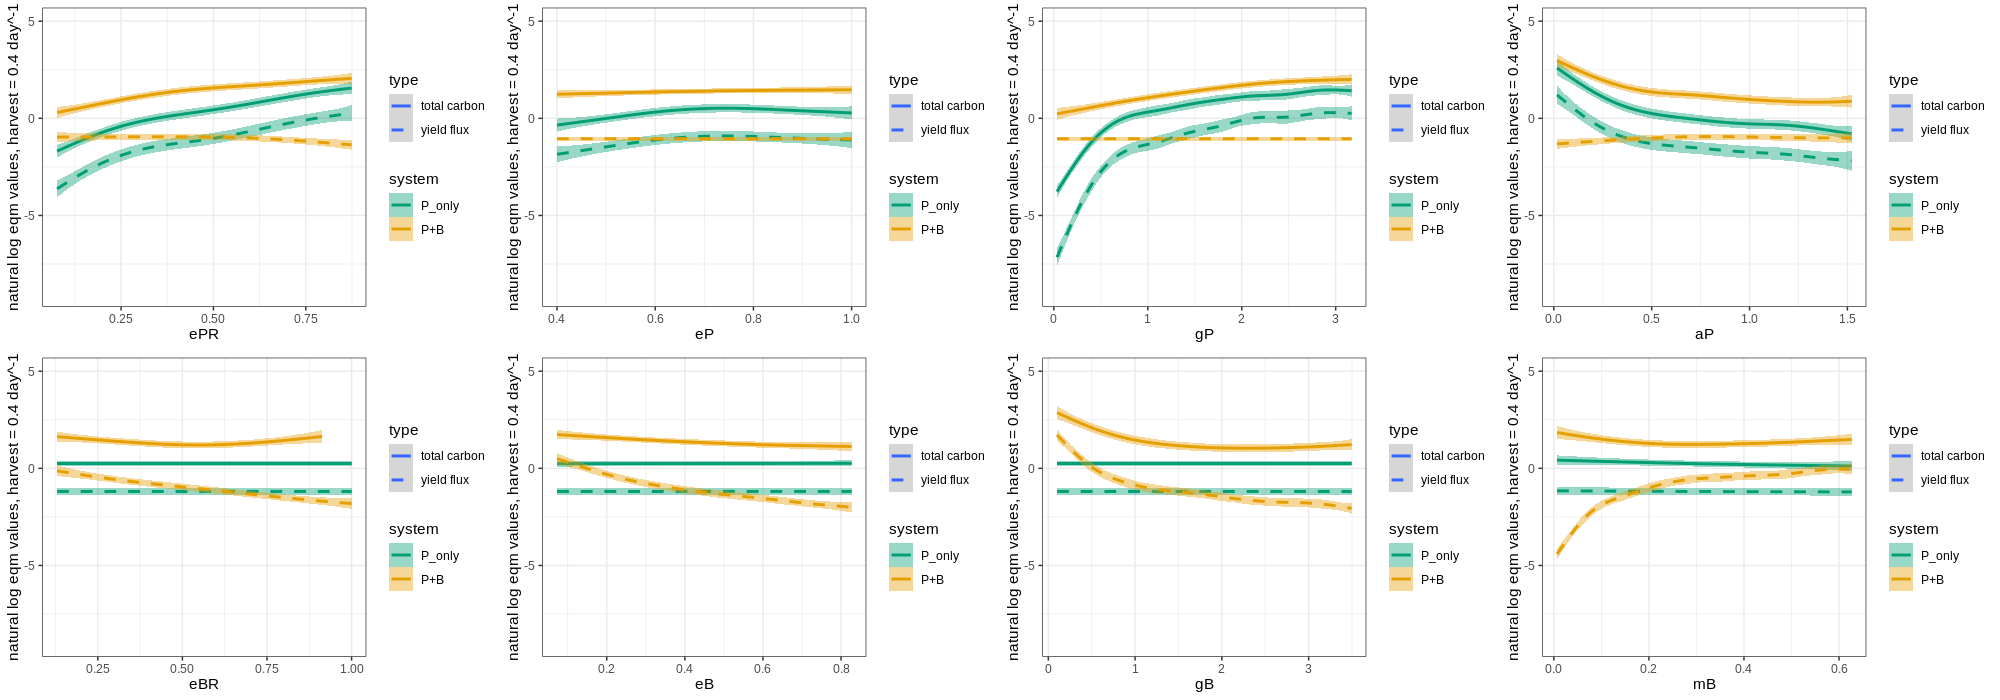 natural log eqm values, harvest = 0.4 day^-1
5
0
-5
0.25
0.50
0.75
ePR
type
total carbon
yield flux
system
P_only
P+B
natural log eqm values, harvest = 0.4 day^-1
5
0
-5
0.4
0.6
0.8
1.0
eP
type
total carbon
yield flux
system
P_only
P+B
natural log eqm values, harvest = 0.4 day^-1
5
0
-5
0
1
2
3
gP
type
total carbon
yield flux
system
P_only
P+B
natural log eqm values, harvest = 0.4 day^-1
5
0
-5
0.0
0.5
1.0
1.5
aP
type
total carbon
yield flux
system
P_only
P+B
natural log eqm values, harvest = 0.4 day^-1
5
0
-5
0.25
0.50
0.75
1.00
eBR
type
total carbon
yield flux
system
P_only
P+B
natural log eqm values, harvest = 0.4 day^-1
5
0
-5
0.2
0.4
0.6
0.8
eB
type
total carbon
yield flux
system
P_only
P+B
natural log eqm values, harvest = 0.4 day^-1
5
0
-5
0
1
2
3
gB
type
total carbon
yield flux
system
P_only
P+B
natural log eqm values, harvest = 0.4 day^-1
5
0
-5
0.0
0.2
0.4
0.6
mB
type
total carbon
yield flux
system
P_only
P+B